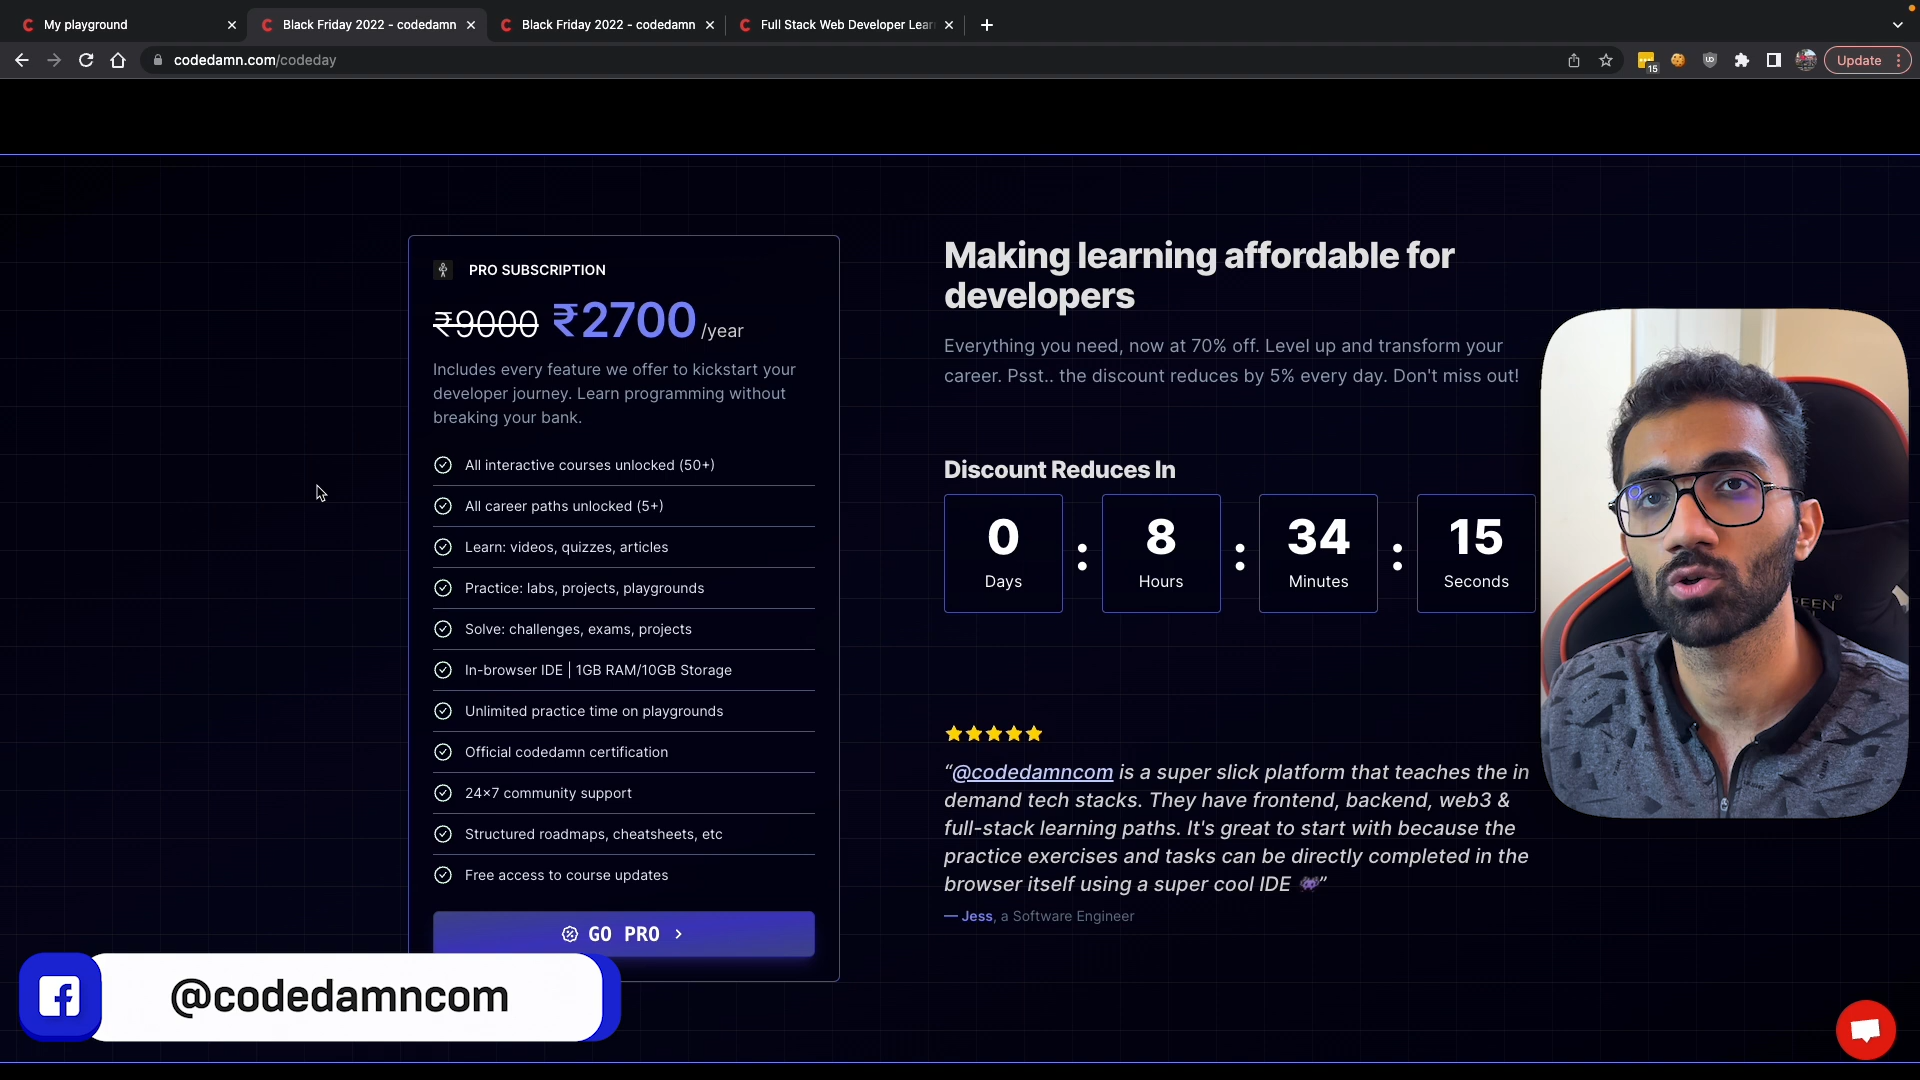 My playground
Black Friday 2022 - codedamn
Black Friday 2022 - codedamn
Full Stack Web Developer Lear
codedamn.com/codeday
15
Update
PRO SUBSCRIPTION
₹9000 ₹2700 /year
Includes every feature we offer to kickstart your
developer journey. Learn programming without
breaking your bank.
All interactive courses unlocked (50+)
All career paths unlocked (5+)
Learn: videos, quizzes, articles
Practice: labs, projects, playgrounds
Solve: challenges, exams, projects
In-browser IDE | 1GB RAM/10GB Storage
Unlimited practice time on playgrounds
Official codedamn certification
24×7 community support
Structured roadmaps, cheatsheets, etc
Free access to course updates
GO PRO
Making learning affordable for
developers
Everything you need, now at 70% off. Level up and transform your
career. Psst.. the discount reduces by 5% every day. Don't miss out!
Discount Reduces In
0 : 8 : 34 : 15
Days Hours Minutes Seconds
“@codedamncom is a super slick platform that teaches the in
demand tech stacks. They have frontend, backend, web3 &
full-stack learning paths. It's great to start with because the
practice exercises and tasks can be directly completed in the
browser itself using a super cool IDE 👾”
— Jess, a Software Engineer
@codedamncom